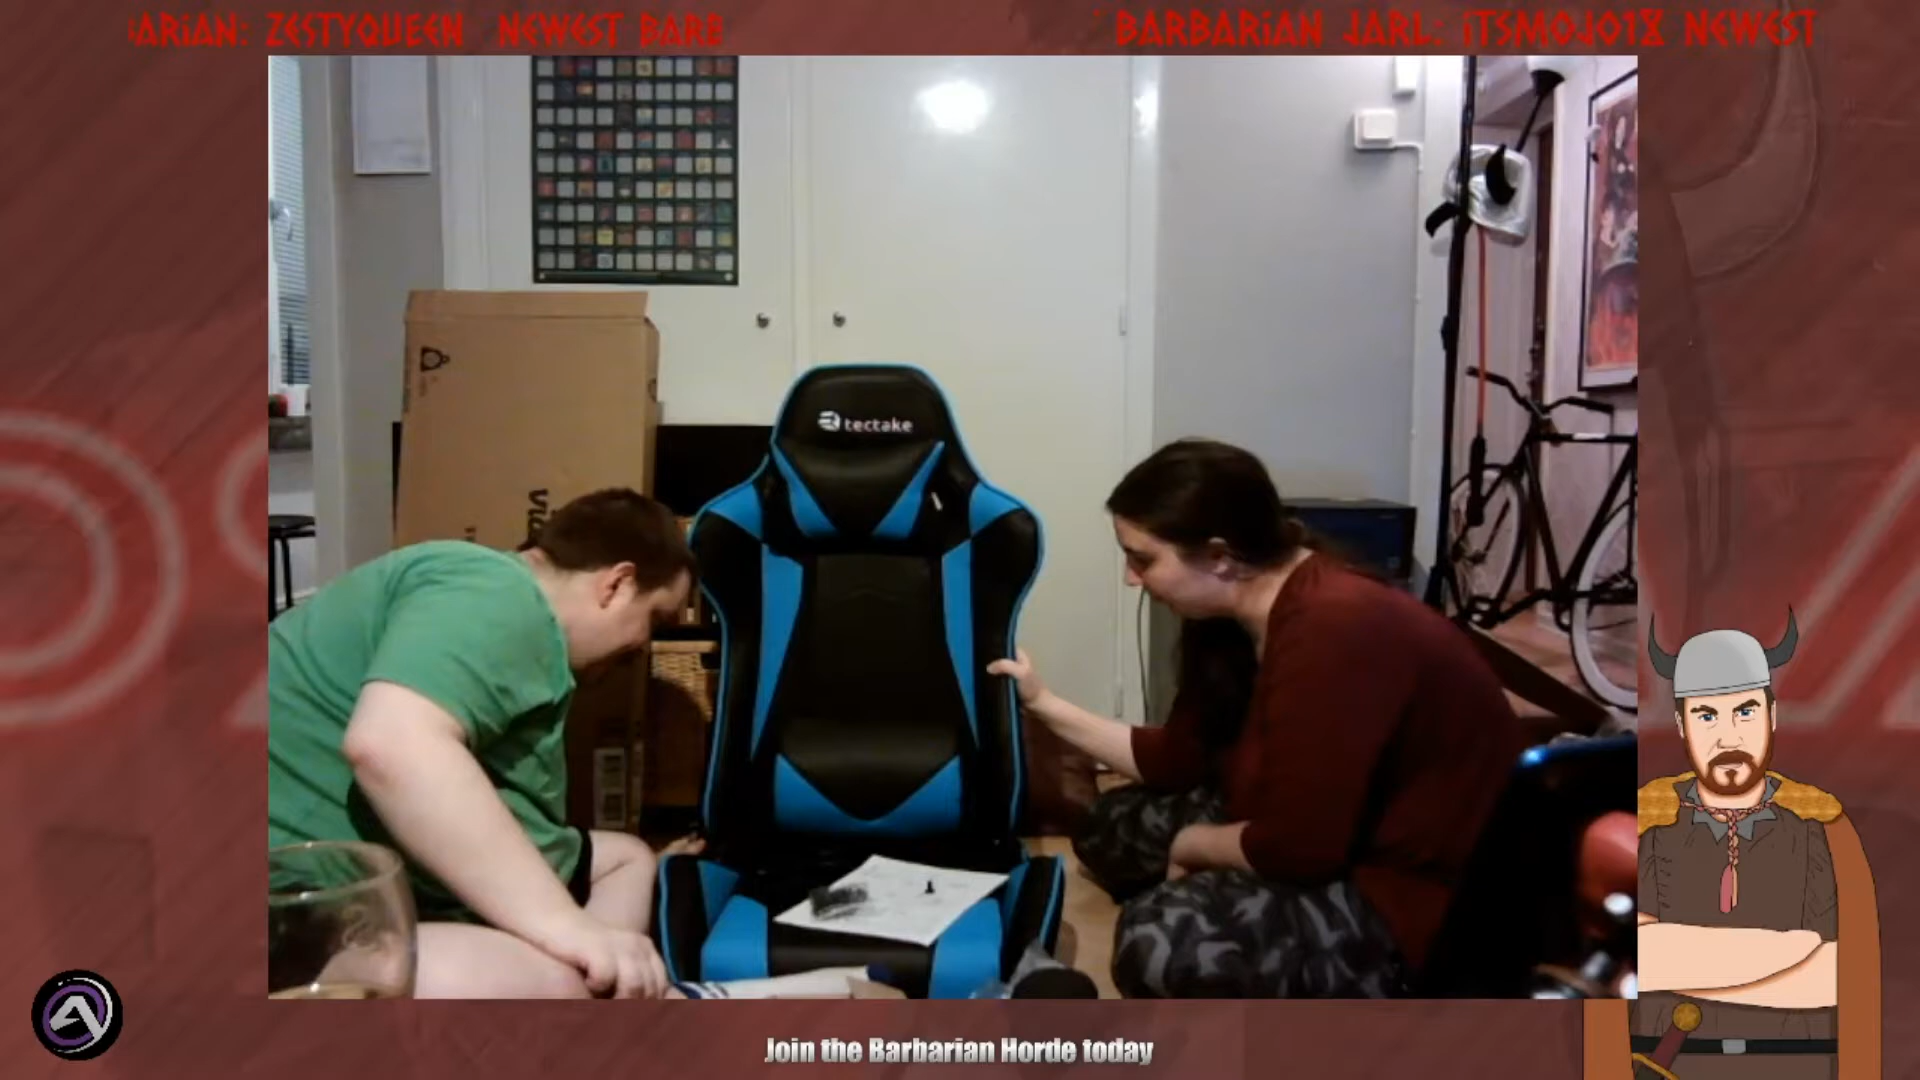 ARiAN: ZESTYQUEEN NEWEST BARB
BARBARiAN JARL: iTSMOJO18 NEWEST
tectake
Join the Barbarian Horde today